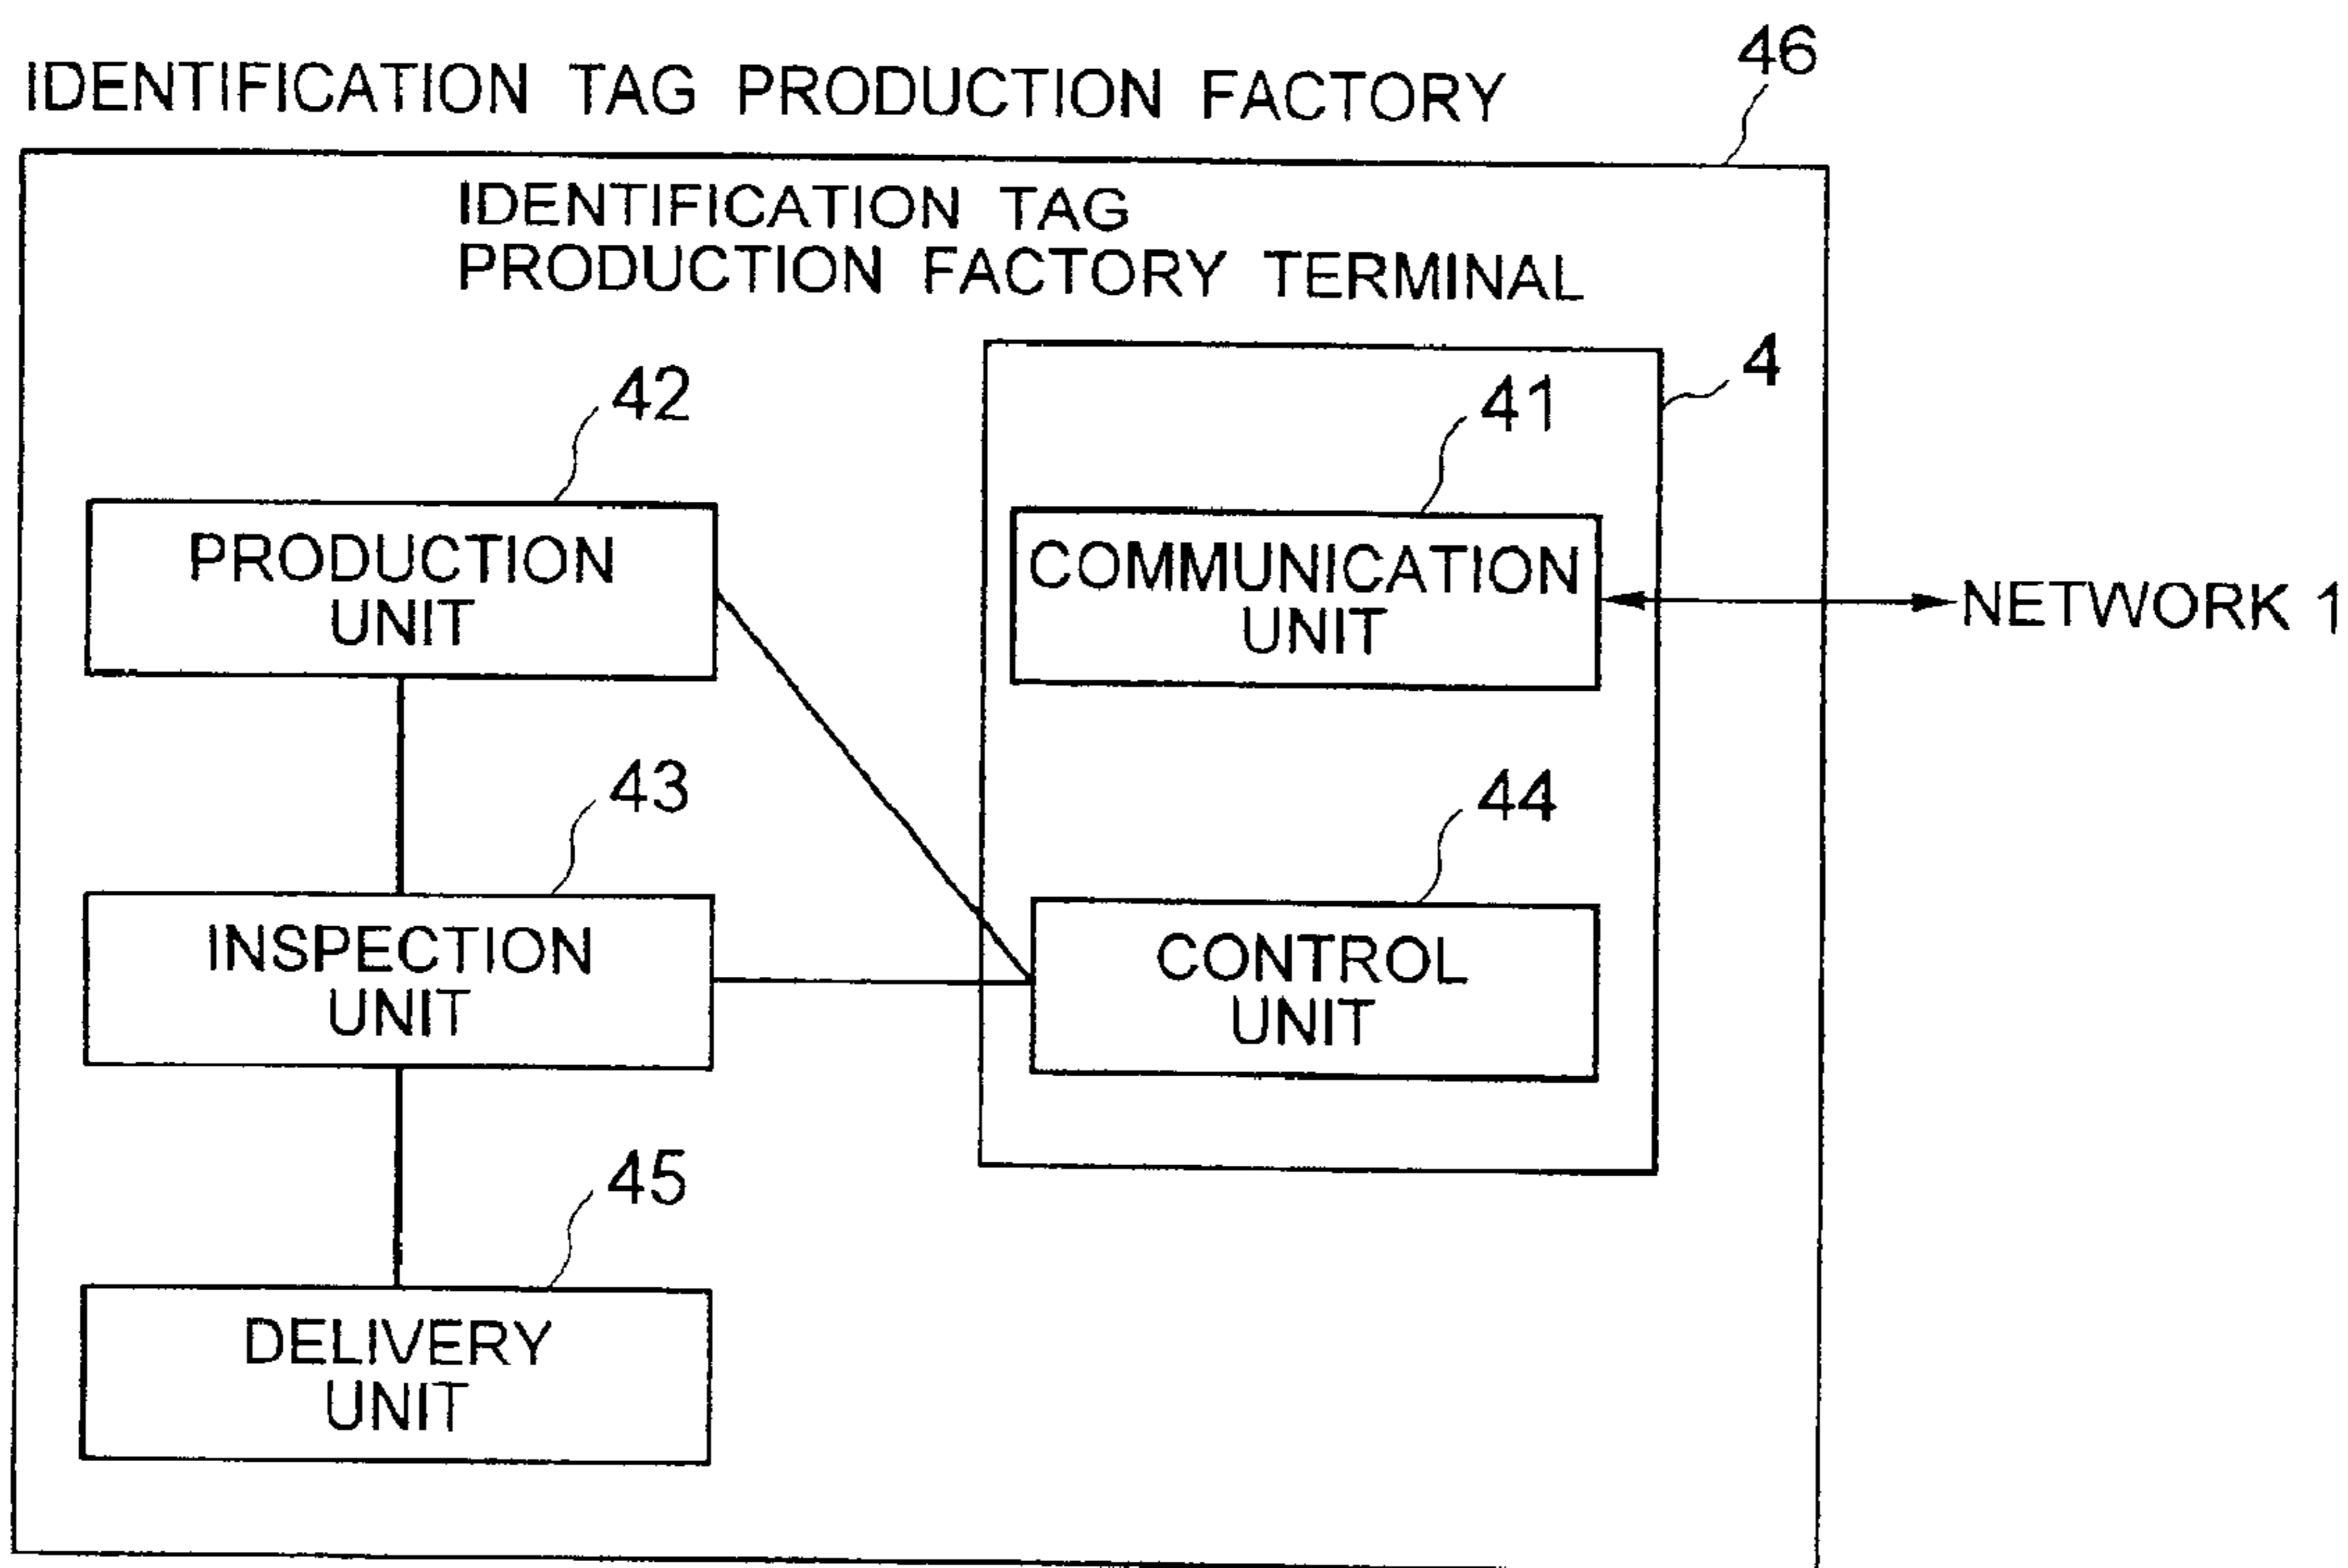 46
IDENTIFICATION TAG PRODUCTION FACTORY
IDENTIFICATION TAG
PRODUCTION FACTORY TERMINAL
4
42
41
PRODUCTION
UNIT
COMMUNICATION
UNIT
NETWORK 1
43
44
INSPECTION
UNIT
CONTROL
UNIT
45
DELIVERY
UNIT